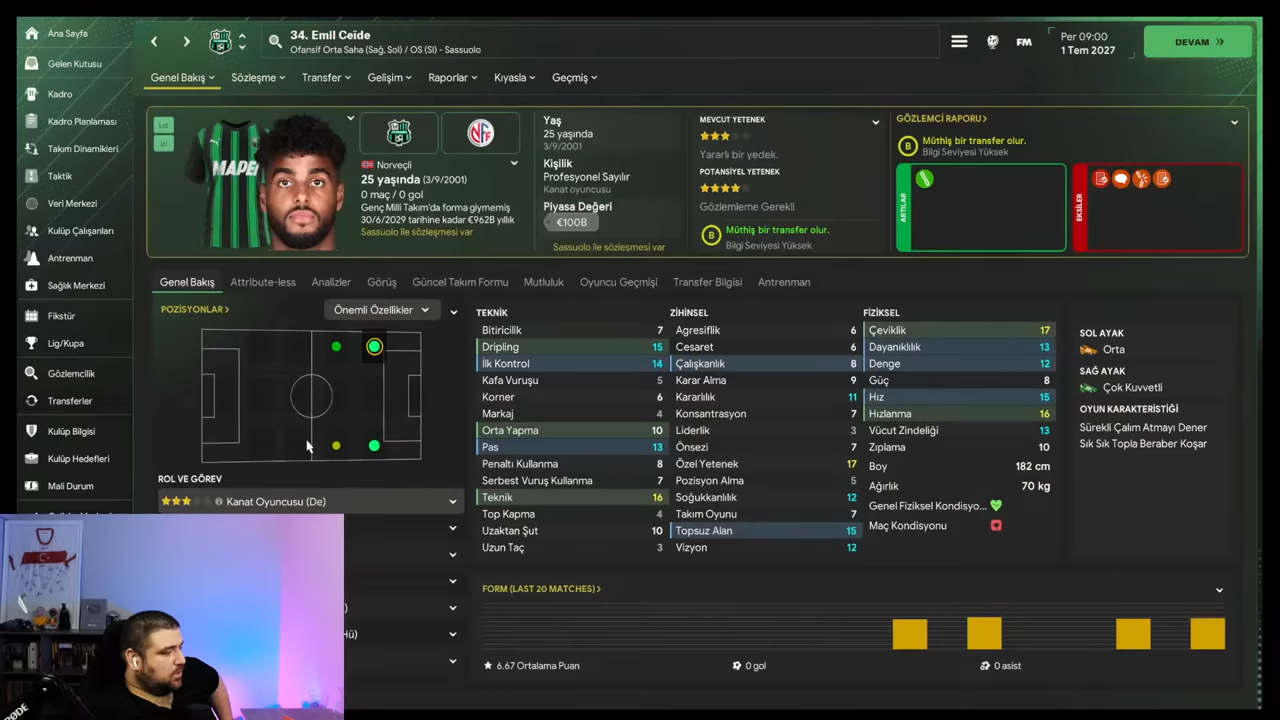 Ana Sayfa
Gelen Kutusu
Kadro
Kadro Planlaması
Takım Dinamikleri
Taktik
Veri Merkezi
Kulüp Çalışanları
Antrenman
Sağlık Merkezi
Fikstür
Lig/Kupa
Gözlemcilik
Transferler
Kulüp Bilgisi
Kulüp Hedefleri
Mali Durum
34. Emil Ceïde
Ofansif Orta Saha (Sağ, Sol) / OS (Sl) - Sassuolo
FM
Per 09:00
1 Tem 2027
DEVAM
Genel Bakış
Sözleşme
Transfer
Gelişim
Raporlar
Kıyasla
Geçmiş
Lst
İzl
MADE
Norveçli
25 yaşında (3/9/2001)
0 maç / 0 gol
Genç Milli Takım'da forma giymemiş
30/6/2029 tarihine kadar €962B yıllık
Sassuolo ile sözleşmesi var
Yaş
25 yaşında
3/9/2001
Kişilik
Profesyonel Sayılır
Kanat oyuncusu
Piyasa Değeri
€100B
Sassuolo ile sözleşmesi var
MEVCUT YETENEK
Yararlı bir yedek.
POTANSİYEL YETENEK
Gözlemleme Gerekli
B
Müthiş bir transfer olur.
Bilgi Seviyesi Yüksek
GÖZLEMCİ RAPORU
B
Müthiş bir transfer olur.
Bilgi Seviyesi Yüksek
ARTILAR
EKSİLER
Genel Bakış
Attribute-less
Analizler
Görüş
Güncel Takım Formu
Mutluluk
Oyuncu Geçmişi
Transfer Bilgisi
Antrenman
POZİSYONLAR
Önemli Özellikler
ROL VE GÖREV
Kanat Oyuncusu (De)
)
Hü)
TEKNİK
Bitiricilik 7
Dripling 15
İlk Kontrol 14
Kafa Vuruşu 5
Korner 6
Markaj 4
Orta Yapma 10
Pas 13
Penaltı Kullanma 8
Serbest Vuruş Kullanma 7
Teknik 16
Top Kapma 4
Uzaktan Şut 10
Uzun Taç 3
ZİHİNSEL
Agresiflik 6
Cesaret 6
Çalışkanlık 8
Karar Alma 9
Kararlılık 11
Konsantrasyon 7
Liderlik 3
Önsezi 7
Özel Yetenek 17
Pozisyon Alma 5
Soğukkanlılık 12
Takım Oyunu 7
Topsuz Alan 15
Vizyon 12
FİZİKSEL
Çeviklik 17
Dayanıklılık 13
Denge 12
Güç 8
Hız 15
Hızlanma 16
Vücut Zindeliği 13
Zıplama 10
Boy 182 cm
Ağırlık 70 kg
Genel Fiziksel Kondisyo...
Maç Kondisyonu
SOL AYAK
Orta
SAĞ AYAK
Çok Kuvvetli
OYUN KARAKTERİSTİĞİ
Sürekli Çalım Atmayı Dener
Sık Sık Topla Beraber Koşar
FORM (LAST 20 MATCHES)
6.67 Ortalama Puan
0 gol
0 asist
RØDE